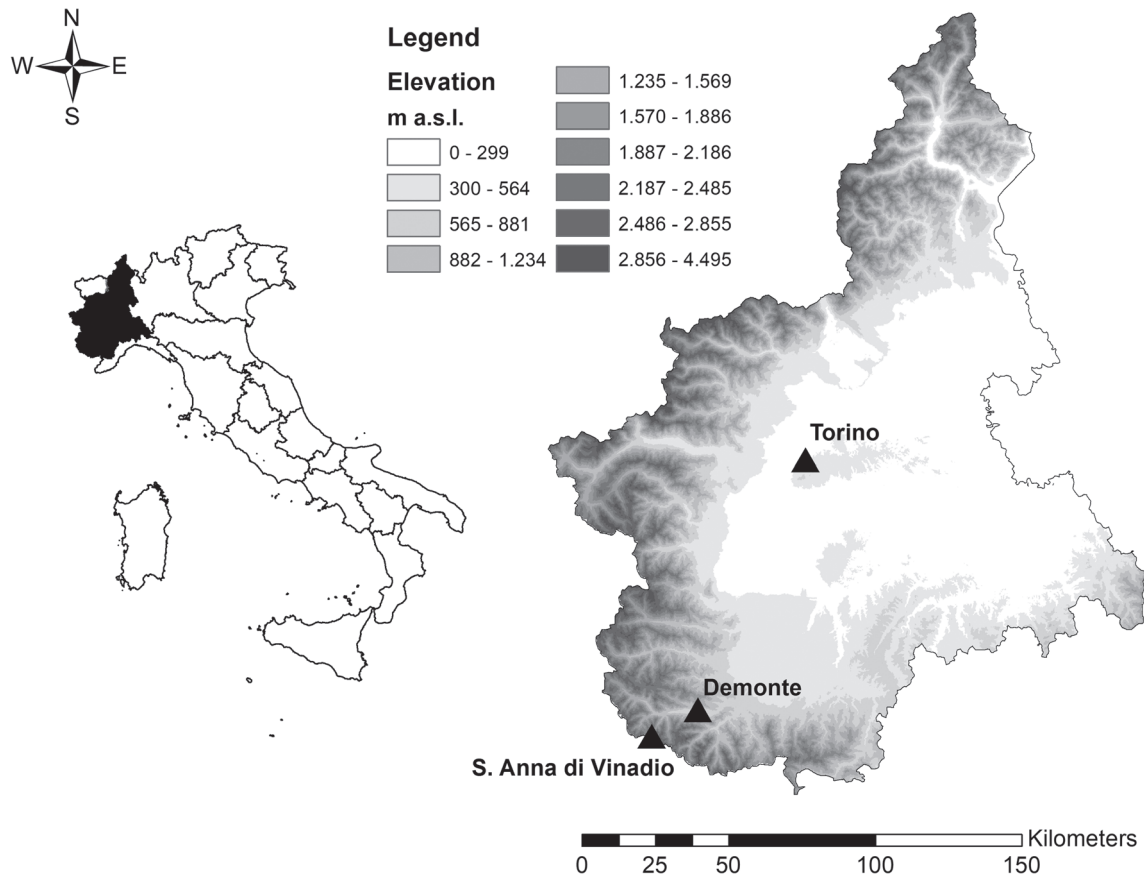 N
W E
S
Legend
Elevation
m a.s.l.
0 - 299
300 - 564
565 - 881
882 - 1.234
1.235 - 1.569
1.570 - 1.886
1.887 - 2.186
2.187 - 2.485
2.486 - 2.855
2.856 - 4.495
Torino
Demonte
S. Anna di Vinadio
Kilometers
0 25 50 100 150